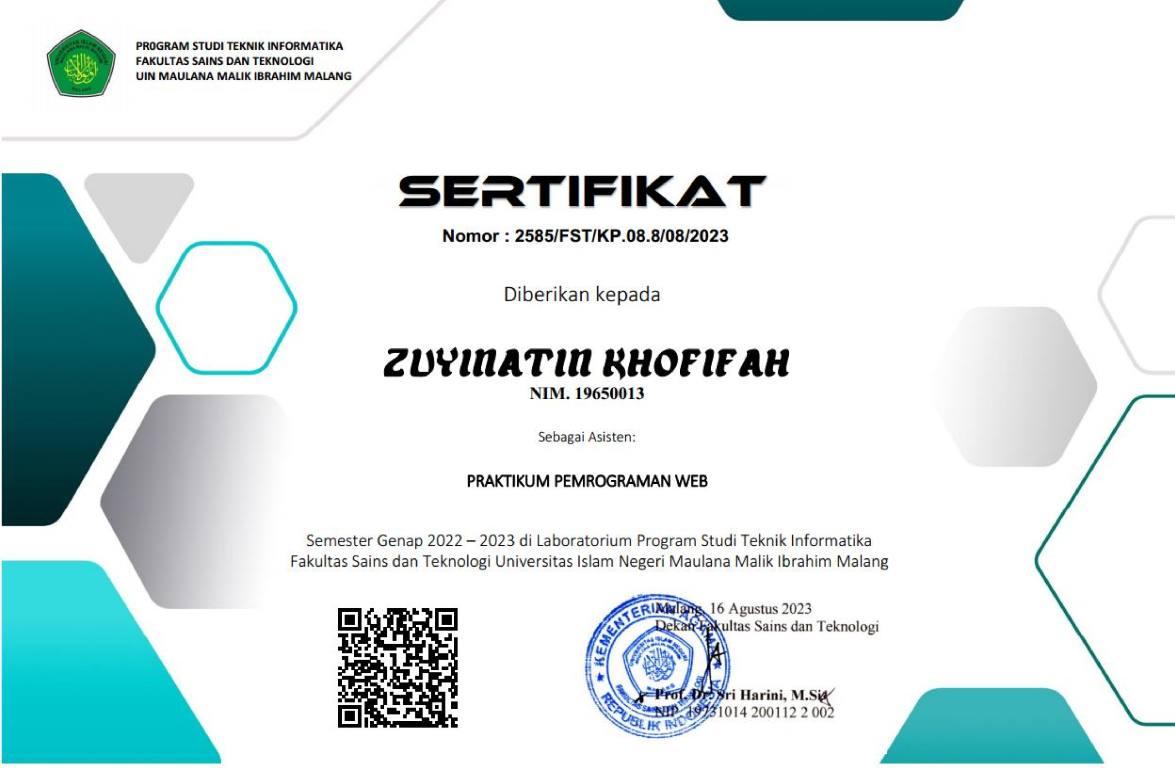 PROGRAM STUDI TEKNIK INFORMATIKA
FAKULTAS SAINS DAN TEKNOLOGI
UIN MAULANA MALIK IBRAHIM MALANG
SERTIFIKAT
Nomor : 2585/FST/KP.08.8/08/2023
Diberikan kepada
ZUYINATIN KHOFIFAH
NIM. 19650013
Sebagai Asisten:
PRAKTIKUM PEMROGRAMAN WEB
Semester Genap 2022 – 2023 di Laboratorium Program Studi Teknik Informatika
Fakultas Sains dan Teknologi Universitas Islam Negeri Maulana Malik Ibrahim Malang
Malang, 16 Agustus 2023
Dekan Fakultas Sains dan Teknologi
KEMENTERIAN AGAMA
REPUBLIK INDONESIA
Prof. Dr. Sri Harini, M.Si
NIP. 19731014 200112 2 002